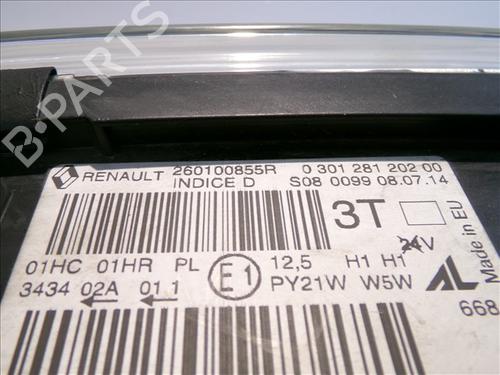 B-PARTS
RENAULT 260100855R 0 301 281 202 00
INDICE D S08 0099 08.07.14
3T 24V
01HC 01HR PL E1 12,5 H1 H1
3434 02A 01 1 PY21W W5W
AL Made in EU
668